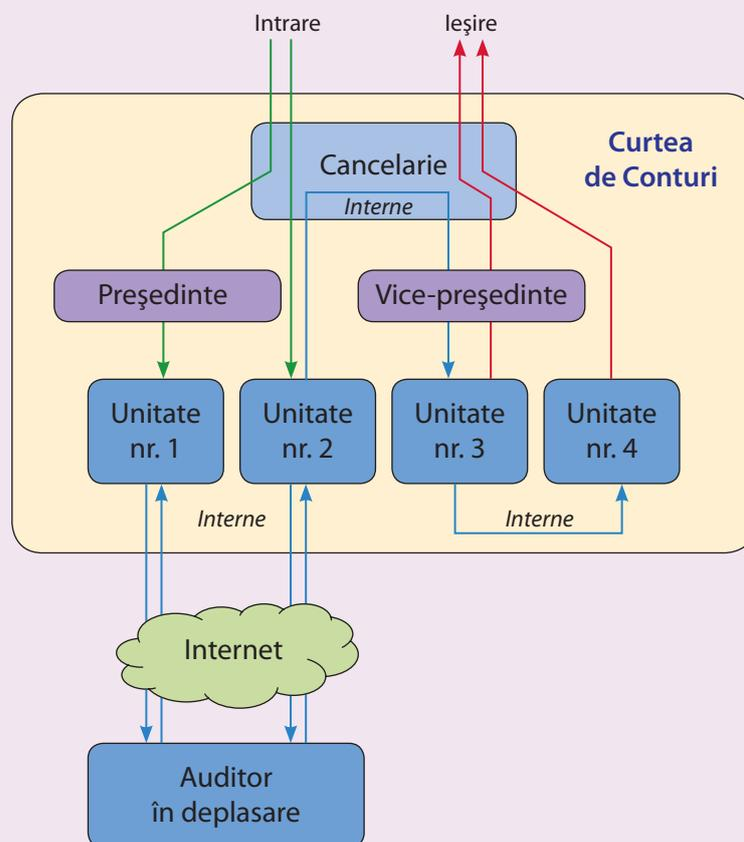 Intrare
Ieşire
Curtea
de Conturi
Cancelarie
Interne
Preşedinte
Vice-preşedinte
Unitate
nr. 1
Unitate
nr. 2
Unitate
nr. 3
Unitate
nr. 4
Interne
Interne
Internet
Auditor
în deplasare